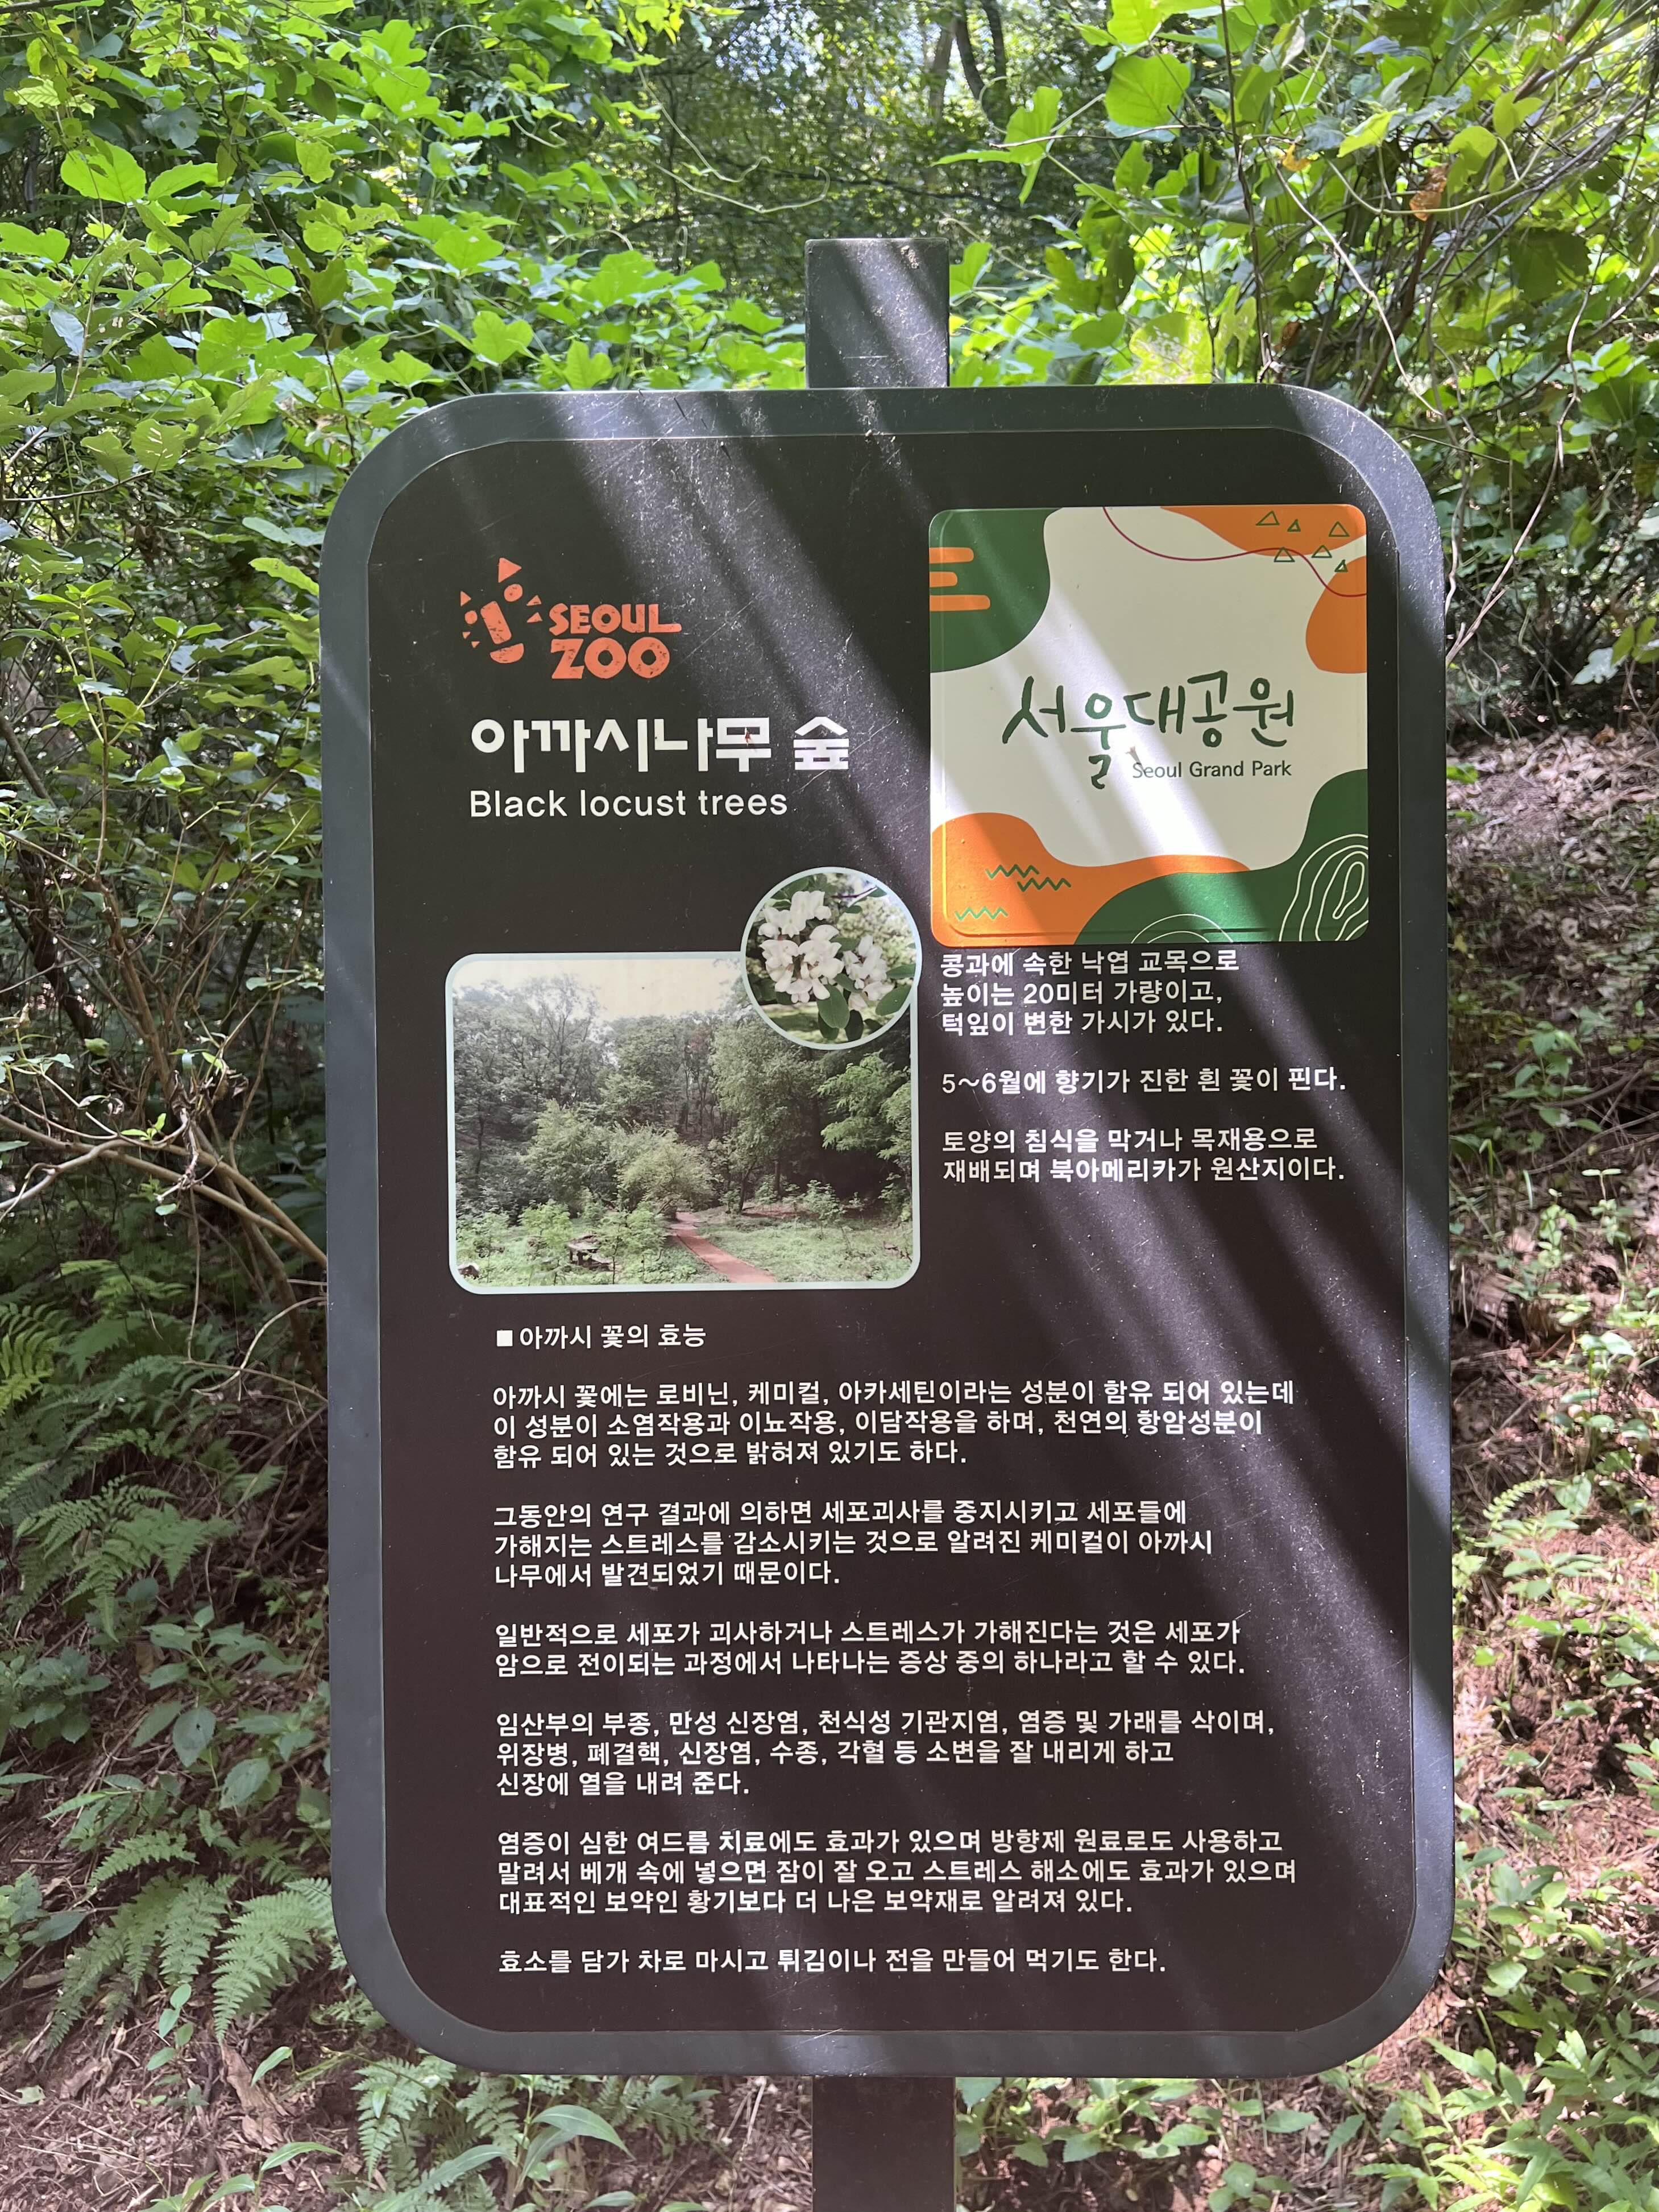 SEOUL
ZOO
아까시나무 숲
Black locust trees
서울대공원
Seoul Grand Park
콩과에 속한 낙엽 교목으로
높이는 20미터 가량이고,
턱잎이 변한 가시가 있다.
5~6월에 향기가 진한 흰 꽃이 핀다.
토양의 침식을 막거나 목재용으로
재배되며 북아메리카가 원산지이다.
■ 아까시 꽃의 효능
아까시 꽃에는 로비닌, 케미컬, 아카세틴이라는 성분이 함유 되어 있는데
이 성분이 소염작용과 이뇨작용, 이담작용을 하며, 천연의 항암성분이
함유 되어 있는 것으로 밝혀져 있기도 하다.
그동안의 연구 결과에 의하면 세포괴사를 중지시키고 세포들에
가해지는 스트레스를 감소시키는 것으로 알려진 케미컬이 아까시
나무에서 발견되었기 때문이다.
일반적으로 세포가 괴사하거나 스트레스가 가해진다는 것은 세포가
암으로 전이되는 과정에서 나타나는 증상 중의 하나라고 할 수 있다.
임산부의 부종, 만성 신장염, 천식성 기관지염, 염증 및 가래를 삭이며,
위장병, 폐결핵, 신장염, 수종, 각혈 등 소변을 잘 내리게 하고
신장에 열을 내려 준다.
염증이 심한 여드름 치료에도 효과가 있으며 방향제 원료로도 사용하고
말려서 베개 속에 넣으면 잠이 잘 오고 스트레스 해소에도 효과가 있으며
대표적인 보약인 황기보다 더 나은 보약재로 알려져 있다.
효소를 담가 차로 마시고 튀김이나 전을 만들어 먹기도 한다.